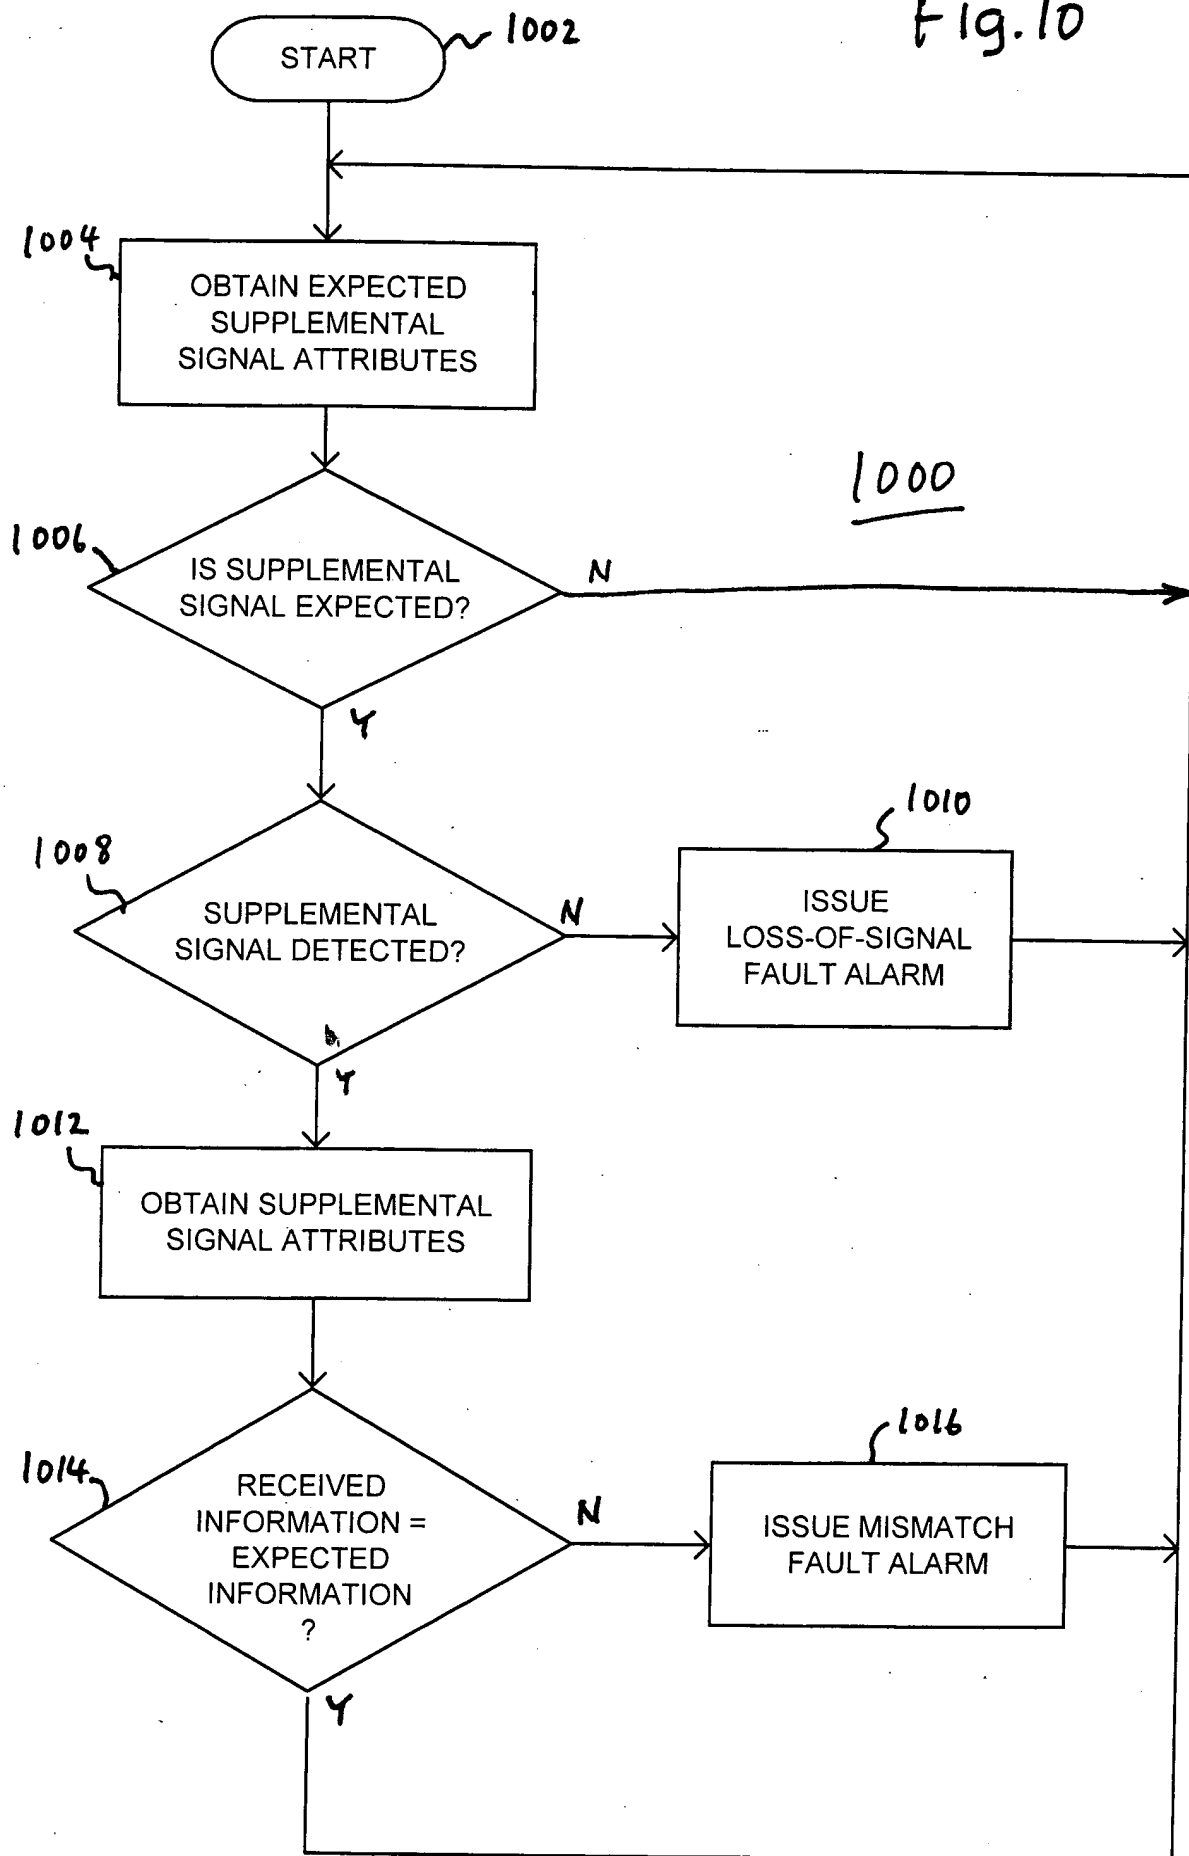 Fig.10
START
1002
1004
OBTAIN EXPECTED
SUPPLEMENTAL
SIGNAL ATTRIBUTES
1000
1006
IS SUPPLEMENTAL
SIGNAL EXPECTED?
N
Y
1008
SUPPLEMENTAL
SIGNAL DETECTED?
N
1010
ISSUE
LOSS-OF-SIGNAL
FAULT ALARM
Y
1012
OBTAIN SUPPLEMENTAL
SIGNAL ATTRIBUTES
1014
RECEIVED
INFORMATION =
EXPECTED
INFORMATION
?
N
1016
ISSUE MISMATCH
FAULT ALARM
Y